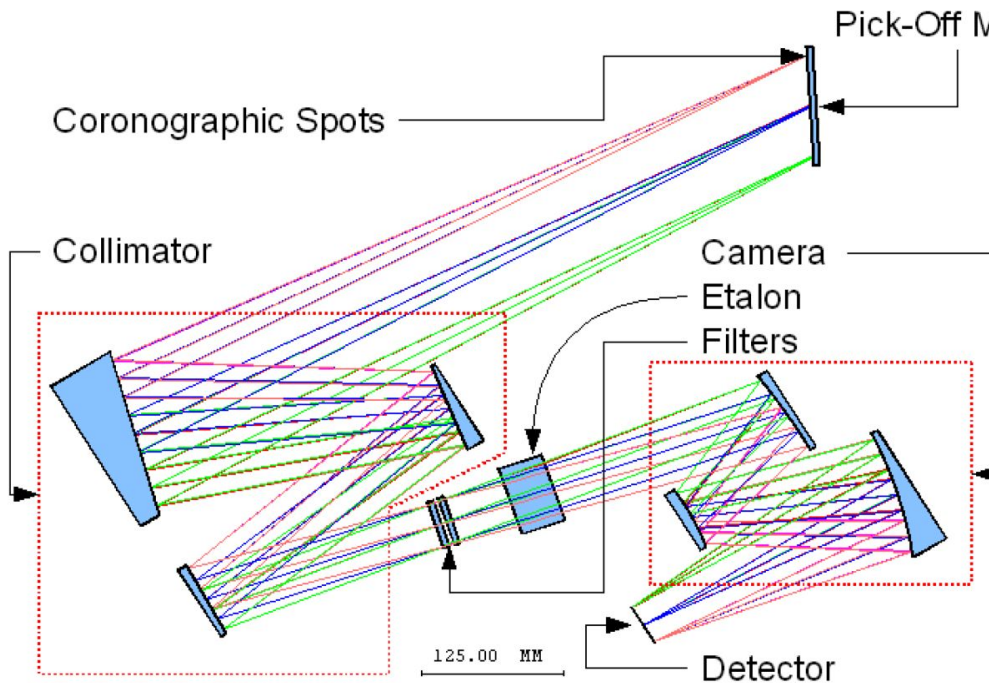 Pick-Off M
Coronographic Spots
Collimator
Camera
Etalon
Filters
125.00 MM
Detector